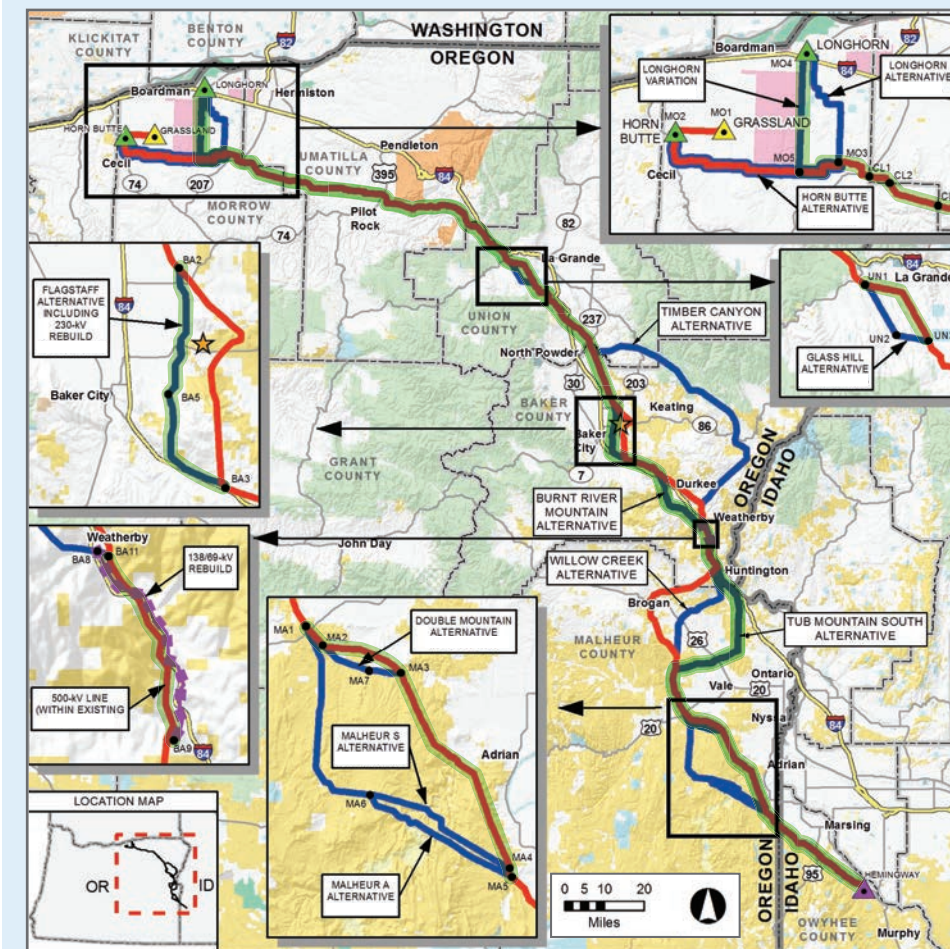 WASHINGTON
OREGON
KLICKITAT
COUNTY
BENTON
COUNTY
82
Boardman
LONGHORN
Hermiston
HORN BUTTE
GRASSLAND
Cecil
74
207
MORROW
COUNTY
UMATILLA
COUNTY
395
Pendleton
84
Pilot
Rock
74
82
La Grande
UNION
COUNTY
237
North Powder
TIMBER CANYON
ALTERNATIVE
30
203
BAKER
COUNTY
Keating
86
Baker
City
7
GRANT
COUNTY
Durkee
OREGON
IDAHO
BURNT RIVER
MOUNTAIN
ALTERNATIVE
Weatherby
John Day
WILLOW CREEK
ALTERNATIVE
Huntington
Brogan
TUB MOUNTAIN SOUTH
ALTERNATIVE
MALHEUR
COUNTY
26
Ontario
Vale
20
20
Nyssa
84
Adrian
Marsing
OREGON
IDAHO
95
HEMINGWAY
OWYHEE
COUNTY
Murphy
Boardman
LONGHORN
MO4
84
LONGHORN
VARIATION
LONGHORN
ALTERNATIVE
MO2
MO1
HORN
BUTTE
GRASSLAND
MO5
MO3
Cecil
CL1
CL2
HORN BUTTE
ALTERNATIVE
BA2
FLAGSTAFF
ALTERNATIVE
INCLUDING
230-KV
REBUILD
84
Baker City
BA5
BA3
84
UN1
La Grande
UN2
GLASS HILL
ALTERNATIVE
Weatherby
BA8
BA11
138/69-KV
REBUILD
500-KV LINE
(WITHIN EXISTING
84
BA9
MA1
MA2
DOUBLE MOUNTAIN
ALTERNATIVE
MA7
MA3
MALHEUR S
ALTERNATIVE
Adrian
MA6
MA4
MA5
MALHEUR A
ALTERNATIVE
LOCATION MAP
OR
ID
0 5 10 20
Miles